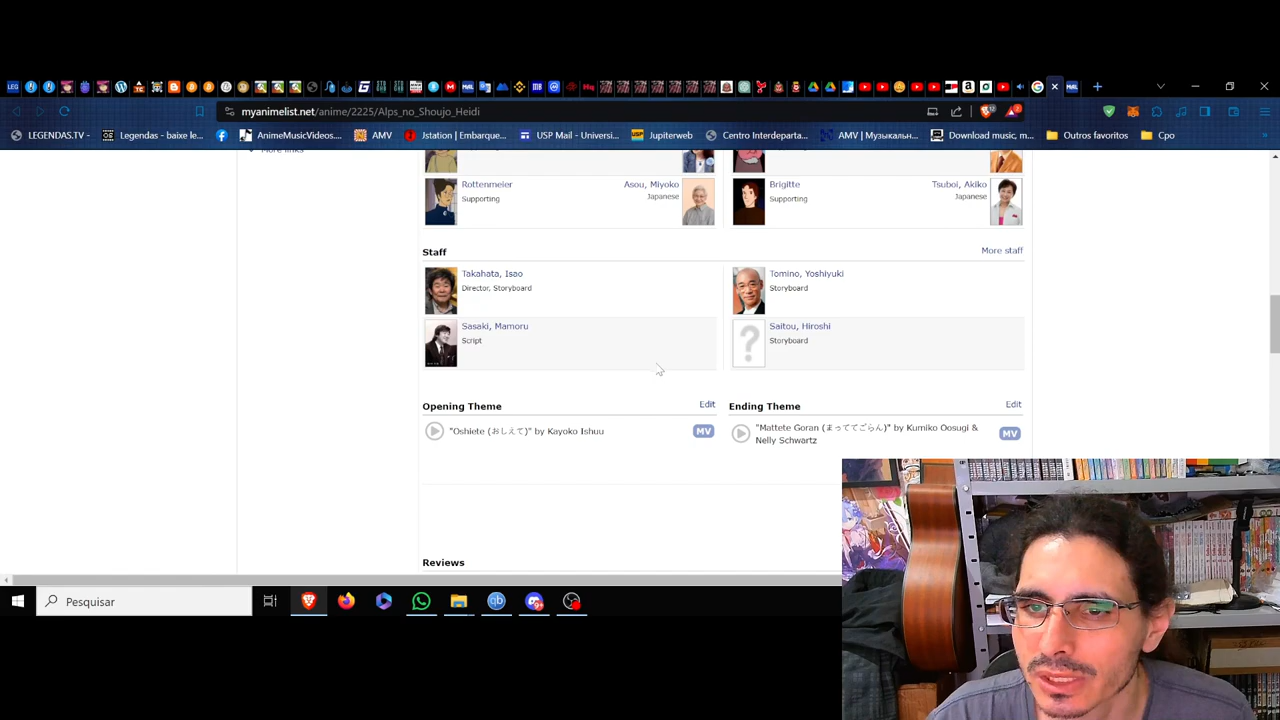 myanimelist.net/anime/2225/Alps_no_Shoujo_Heidi
LEGENDAS.TV -
Legendas - baixe le...
AnimeMusicVideos....
AMV
Jstation | Embarque...
USP Mail - Universi...
Jupiterweb
Centro Interdeparta...
AMV | Музыкальн...
Download music, m...
Outros favoritos
Cpo
More links
Rottenmeier
Supporting
Asou, Miyoko
Japanese
Brigitte
Supporting
Tsuboi, Akiko
Japanese
Staff
More staff
Takahata, Isao
Director, Storyboard
Tomino, Yoshiyuki
Storyboard
Sasaki, Mamoru
Script
Saitou, Hiroshi
Storyboard
Opening Theme
Edit
Ending Theme
Edit
"Oshiete (おしえて)" by Kayoko Ishuu
MV
"Mattete Goran (まっててごらん)" by Kumiko Oosugi &
Nelly Schwartz
MV
Reviews
Pesquisar